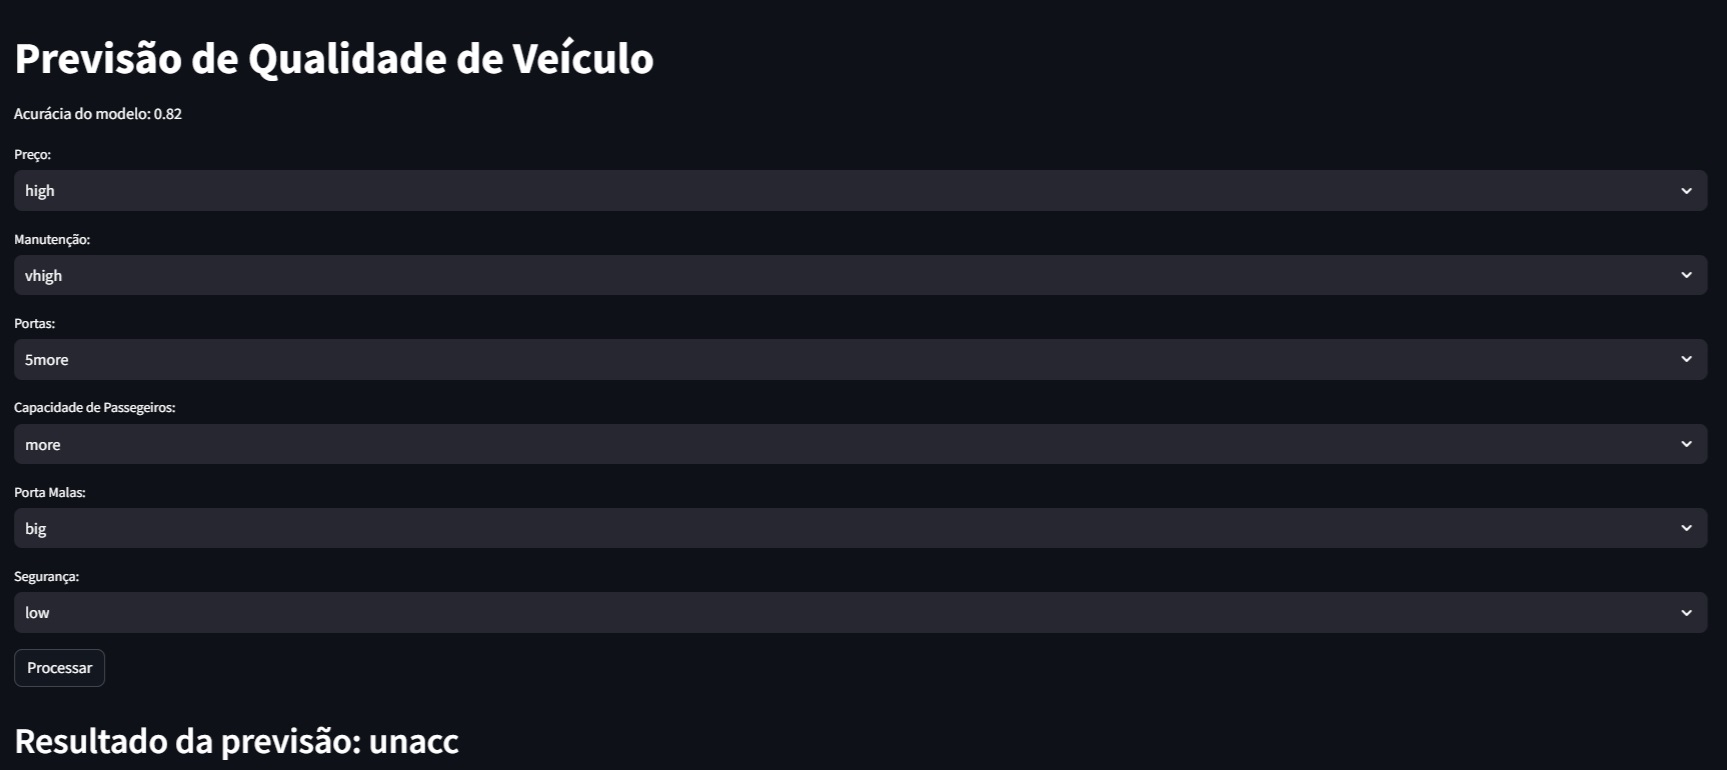 Previsão de Qualidade de Veículo
Acurácia do modelo: 0.82
Preço:
high
Manutenção:
vhigh
Portas:
5more
Capacidade de Passegeiros:
more
Porta Malas:
big
Segurança:
low
Processar
Resultado da previsão: unacc